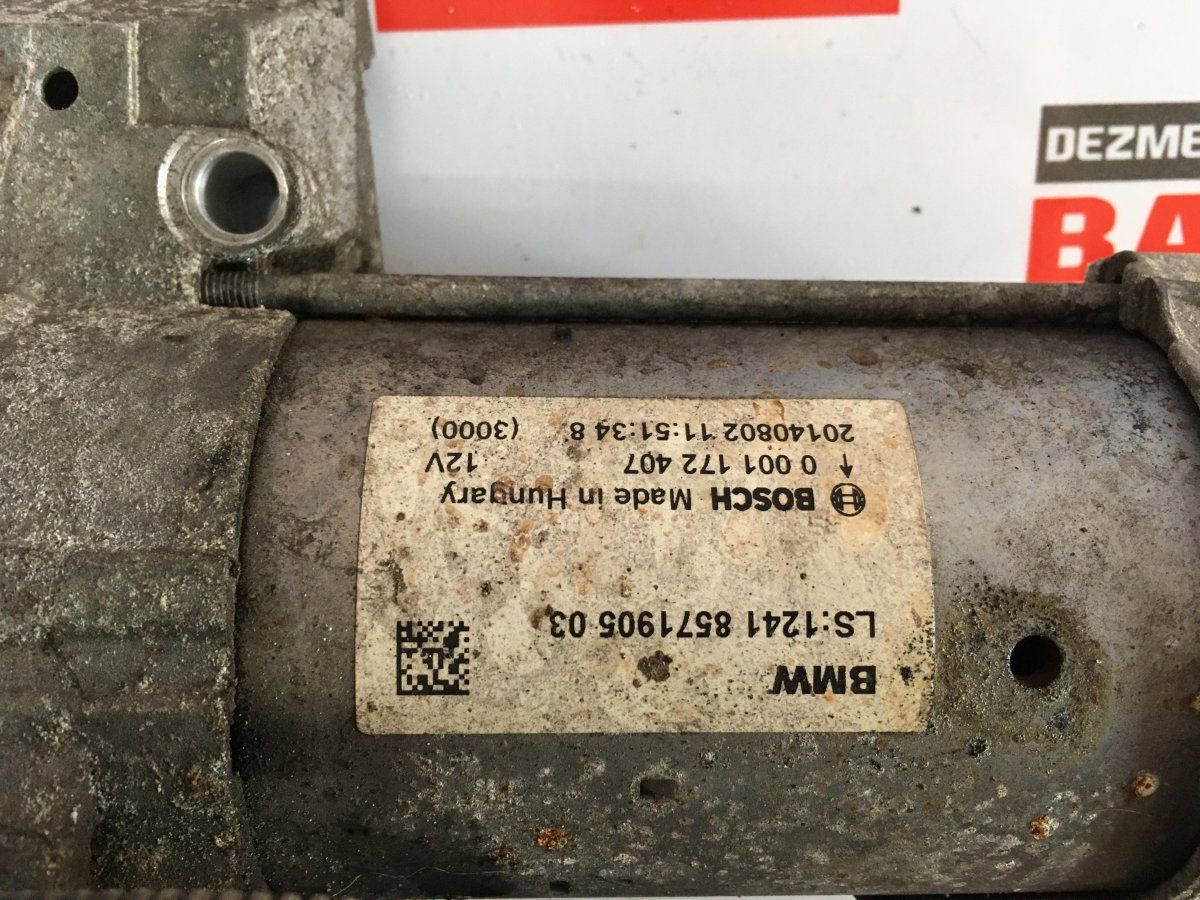 DEZME
BA
BMW
LS:1241 8571905 03
BOSCH Made in Hungary
↑ 0 001 172 407 12V
20140802 11:51:34 8 (3000)